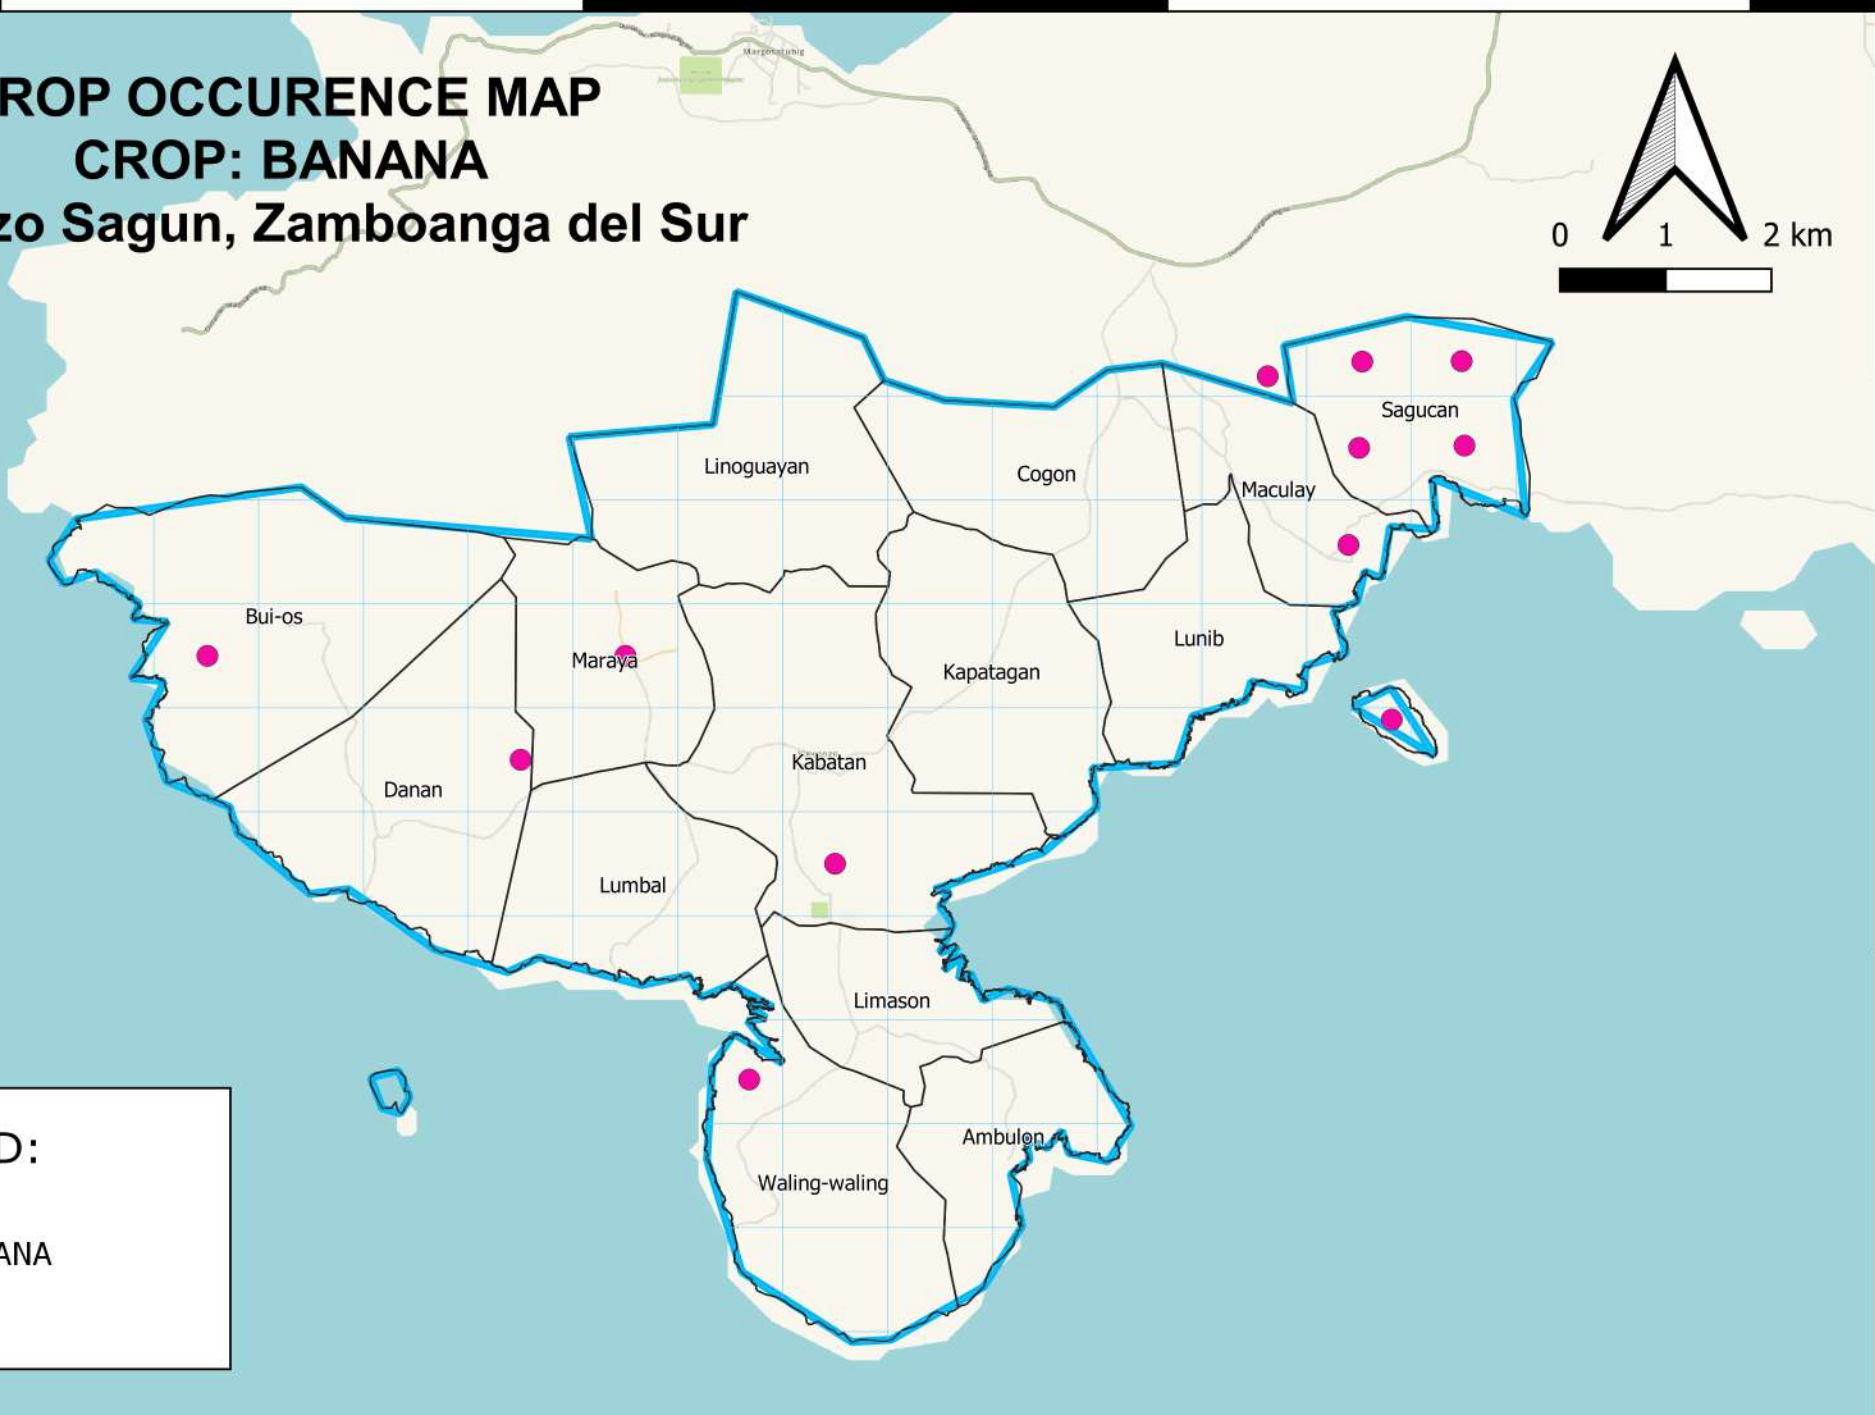 Margosatubig
ROP OCCURENCE MAP
CROP: BANANA
zo Sagun, Zamboanga del Sur
0 1 2 km
Sagucan
Linoguayan
Cogon
Maculay
Bui-os
Lunib
Maraya
Kapatagan
Kabatan
Danan
Lumbal
Limason
Ambulon
Waling-waling
D:
ANA